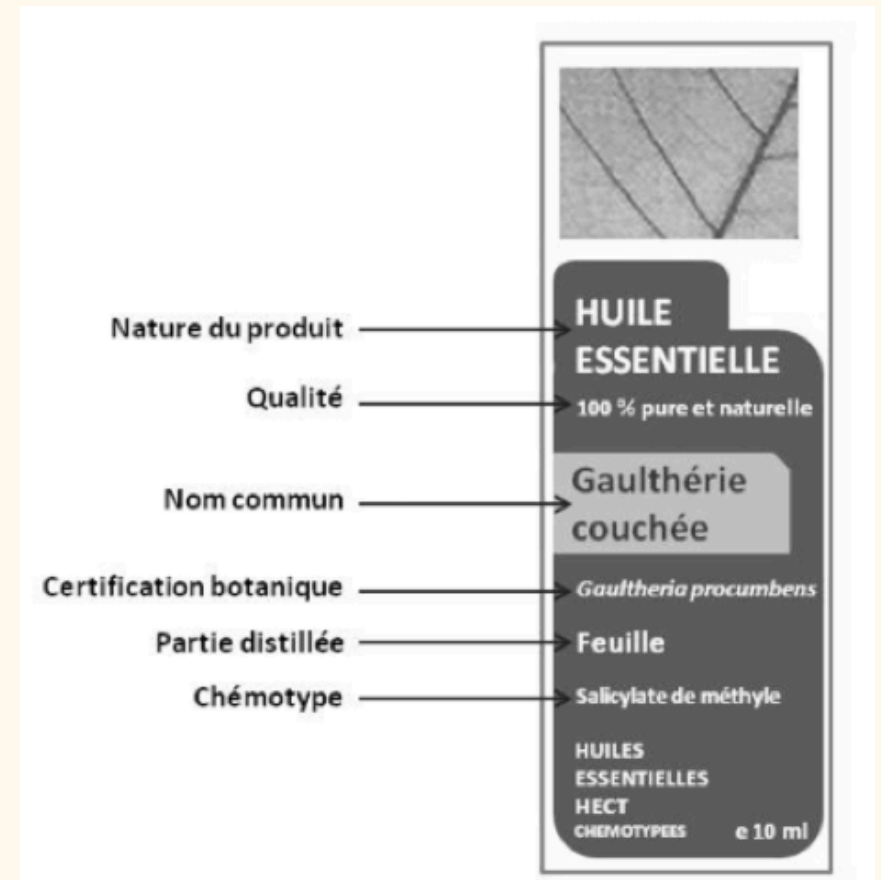 Nature du produit
HUILE
ESSENTIELLE
Qualité
100 % pure et naturelle
Nom commun
Gaulthérie
couchée
Certification botanique
Gaultheria procumbens
Partie distillée
Feuille
Chémotype
Salicylate de méthyle
HUILES
ESSENTIELLES
HECT
CHEMOTYPEES e 10 ml